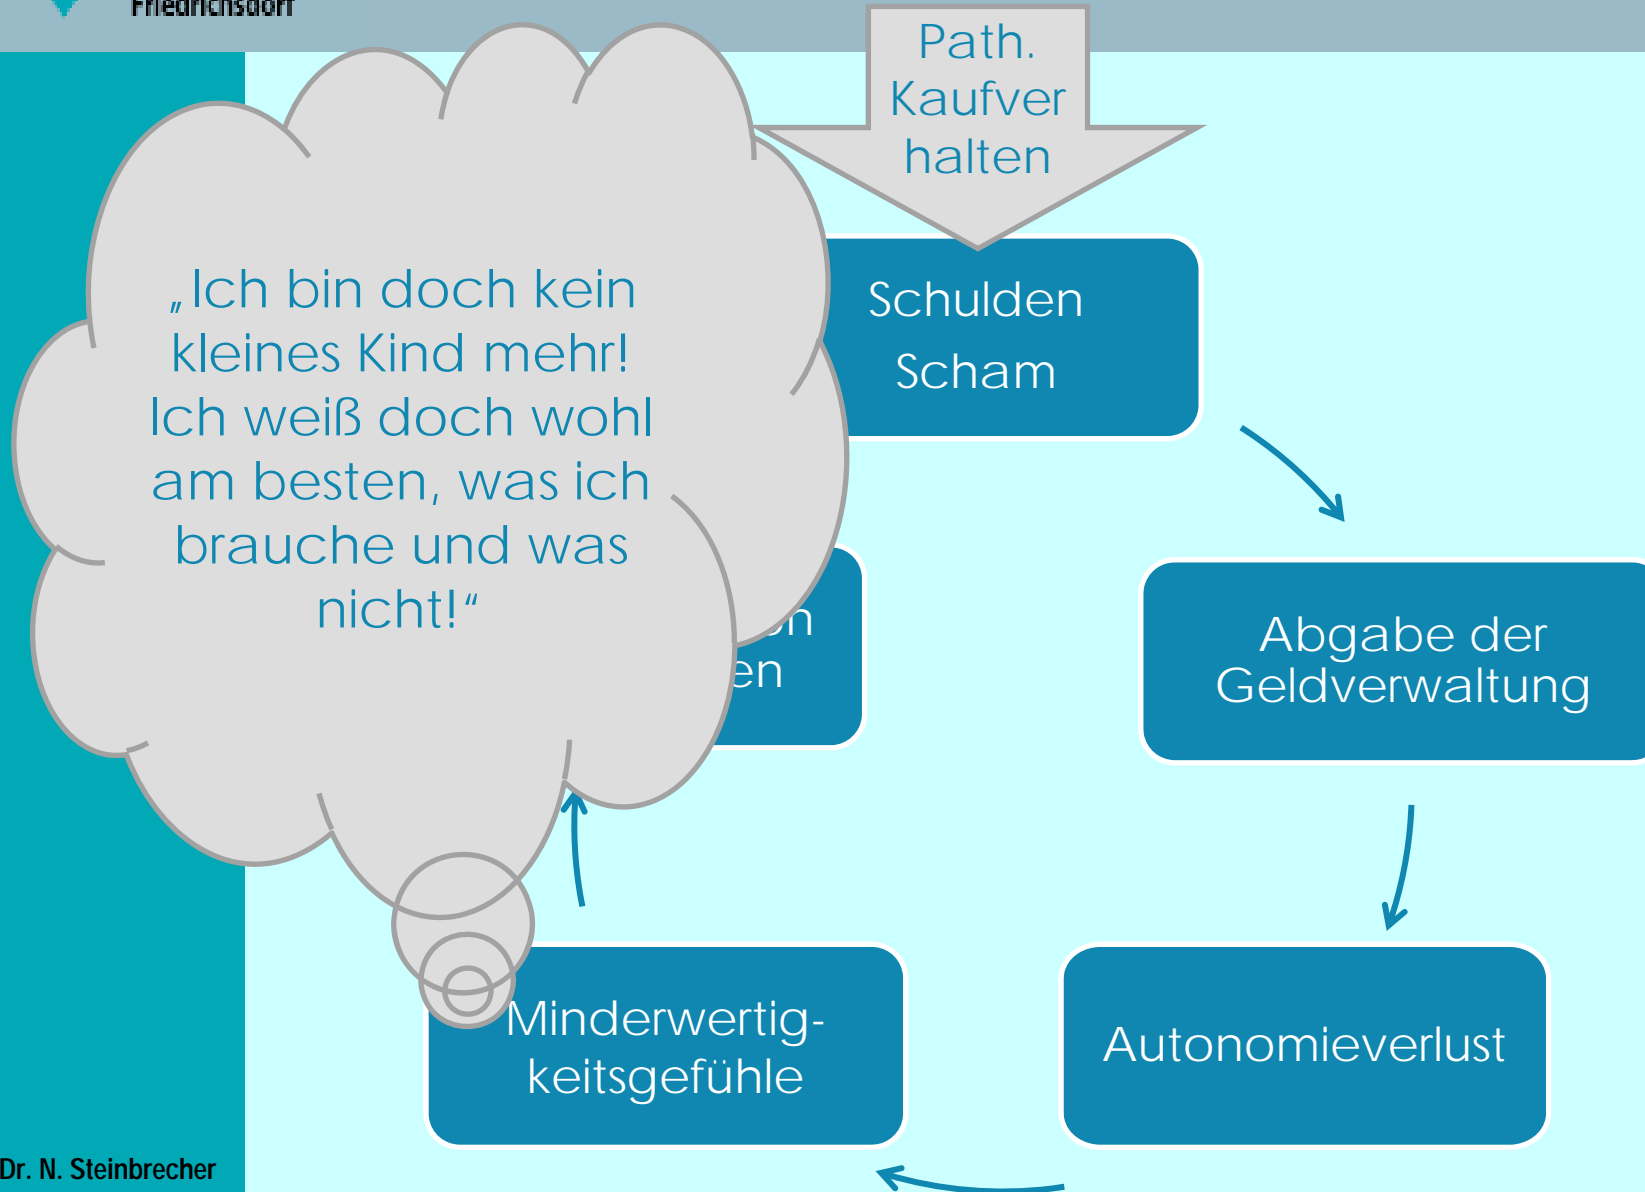 Friedrichsdorf
Path.
Kaufver
halten
„Ich bin doch kein
kleines Kind mehr!
Ich weiß doch wohl
am besten, was ich
brauche und was
nicht!“
Schulden
Scham
Abgabe der
Geldverwaltung
Autonomieverlust
Minderwertig-
keitsgefühle
Dr. N. Steinbrecher